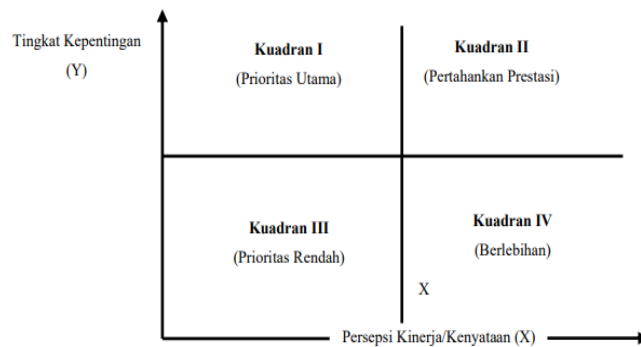 Tingkat Kepentingan
(Y)
Kuadran I
(Prioritas Utama)
Kuadran II
(Pertahankan Prestasi)
Kuadran III
(Prioritas Rendah)
Kuadran IV
(Berlebihan)
X
Persepsi Kinerja/Kenyataan (X)